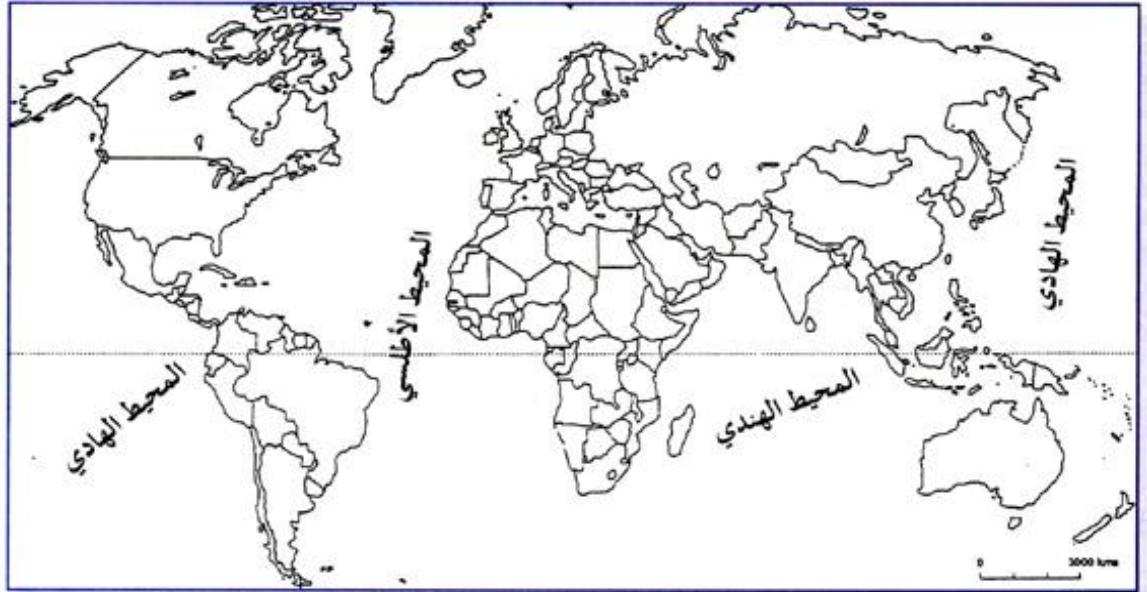 المحيط الهادي
المحيط الأطلسي
المحيط الهادي
المحيط الهندي
0 3000 kms